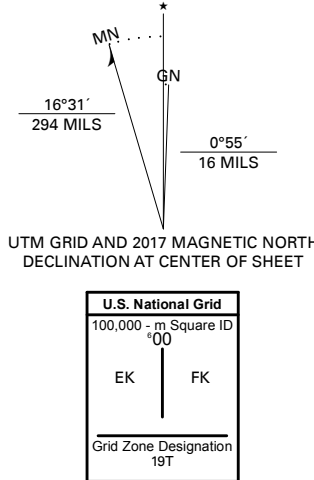 ★
MN
GN
16°31´
294 MILS
0°55´
16 MILS
UTM GRID AND 2017 MAGNETIC NORTH
DECLINATION AT CENTER OF SHEET
U.S. National Grid
100,000 - m Square ID
⁶00
EK FK
Grid Zone Designation
19T